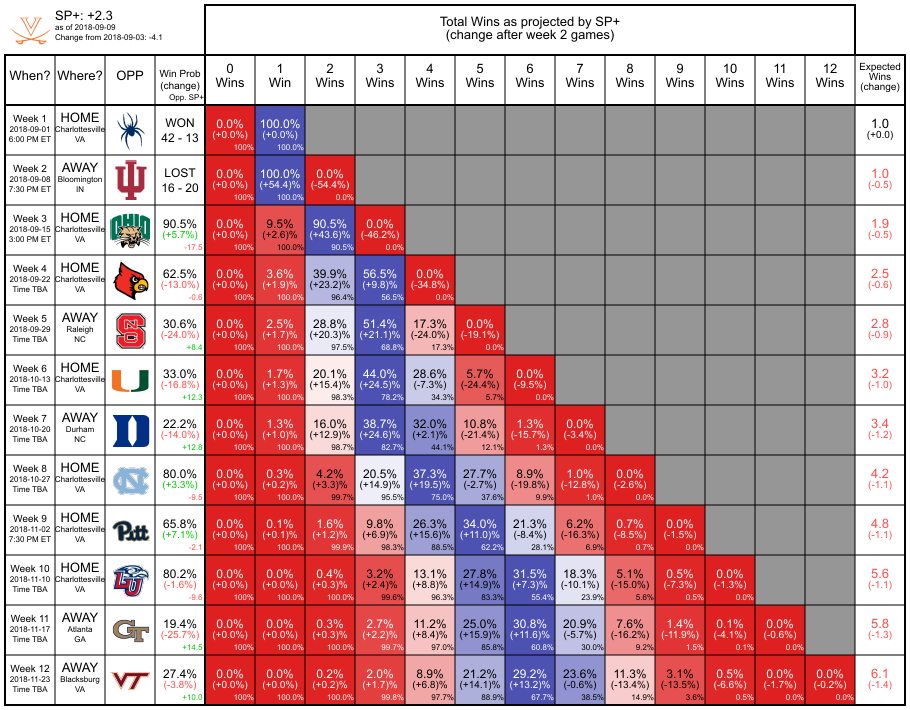 SP+: +2.3
as of 2018-09-09
Change from 2018-09-03: -4.1
Total Wins as projected by SP+
(change after week 2 games)
When? Where? OPP Win Prob (change) Opp. SP+ 0 Wins 1 Win 2 Wins 3 Wins 4 Wins 5 Wins 6 Wins 7 Wins 8 Wins 9 Wins 10 Wins 11 Wins 12 Wins Expected Wins (change)
Week 1 HOME WON 0.0% 100.0% 1.0
2018-09-01 Charlottesville 42 - 13 (+0.0%) (+0.0%) (+0.0)
6:00 PM ET VA 100% 100.0%
Week 2 AWAY LOST 0.0% 100.0% 0.0% 1.0
2018-09-08 Bloomington 16 - 20 (+0.0%) (+54.4)% (-54.4%) (-0.5)
7:30 PM ET IN 100% 100.0% 0.0%
Week 3 HOME OHIO 90.5% 0.0% 9.5% 90.5% 0.0% 1.9
2018-09-15 Charlottesville (+5.7%) (+0.0%) (+2.6)% (+43.6%) (-46.2%) (-0.5)
3:00 PM ET VA -17.5 100% 100.0% 90.5% 0.0%
Week 4 HOME 62.5% 0.0% 3.6% 39.9% 56.5% 0.0% 2.5
2018-09-22 Charlottesville (-13.0%) (+0.0%) (+1.9)% (+23.2%) (+9.8%) (-34.8%) (-0.6)
Time TBA VA -0.6 100% 100.0% 96.4% 56.5% 0.0%
Week 5 AWAY S 30.6% 0.0% 2.5% 28.8% 51.4% 17.3% 0.0% 2.8
2018-09-29 Raleigh (-24.0%) (+0.0%) (+1.7)% (+20.3%) (+21.1%) (-24.0%) (-19.1%) (-0.9)
Time TBA NC +8.4 100% 100.0% 97.5% 68.8% 17.3% 0.0%
Week 6 HOME 33.0% 0.0% 1.7% 20.1% 44.0% 28.6% 5.7% 0.0% 3.2
2018-10-13 Charlottesville (-16.8%) (+0.0%) (+1.3)% (+15.4%) (+24.5%) (-7.3%) (-24.4%) (-9.5%) (-1.0)
Time TBA VA +12.3 100% 100.0% 98.3% 78.2% 34.3% 5.7% 0.0%
Week 7 AWAY D 22.2% 0.0% 1.3% 16.0% 38.7% 32.0% 10.8% 1.3% 0.0% 3.4
2018-10-20 Durham (-14.0%) (+0.0%) (+1.0)% (+12.9%) (+24.6%) (+2.1%) (-21.4%) (-15.7%) (-3.4%) (-1.2)
Time TBA NC +12.8 100% 100.0% 98.7% 82.7% 44.1% 12.1% 1.3% 0.0%
Week 8 HOME NC 80.0% 0.0% 0.3% 4.2% 20.5% 37.3% 27.7% 8.9% 1.0% 0.0% 4.2
2018-10-27 Charlottesville (+3.3%) (+0.0%) (+0.2)% (+3.3%) (+14.9%) (+19.5%) (-2.7%) (-19.8%) (-12.8%) (-2.6%) (-1.1)
Time TBA VA -9.5 100% 100.0% 99.7% 95.5% 75.0% 37.6% 9.9% 1.0% 0.0%
Week 9 HOME Pitt 65.8% 0.0% 0.1% 1.6% 9.8% 26.3% 34.0% 21.3% 6.2% 0.7% 0.0% 4.8
2018-11-02 Charlottesville (+7.1%) (+0.0%) (+0.1)% (+1.2%) (+6.9%) (+15.6%) (+11.0%) (-8.4%) (-16.3%) (-8.5%) (-1.5%) (-1.1)
7:30 PM ET VA -2.1 100% 100.0% 99.9% 98.3% 88.5% 62.2% 28.1% 6.9% 0.7% 0.0%
Week 10 HOME LU 80.2% 0.0% 0.0% 0.4% 3.2% 13.1% 27.8% 31.5% 18.3% 5.1% 0.5% 0.0% 5.6
2018-11-10 Charlottesville (-1.6%) (+0.0%) (+0.0)% (+0.3%) (+2.4%) (+8.8%) (+14.9%) (+7.3%) (-10.1%) (-15.0%) (-7.3%) (-1.3%) (-1.1)
Time TBA VA -9.6 100% 100.0% 100.0% 99.6% 96.3% 83.3% 55.4% 23.9% 5.6% 0.5% 0.0%
Week 11 AWAY GT 19.4% 0.0% 0.0% 0.3% 2.7% 11.2% 25.0% 30.8% 20.9% 7.6% 1.4% 0.1% 0.0% 5.8
2018-11-17 Atlanta (-25.7%) (+0.0%) (+0.0)% (+0.3%) (+2.2)% (+8.4%) (+15.9%) (+11.6%) (-5.7%) (-16.2%) (-11.9%) (-4.1%) (-0.6%) (-1.3)
Time TBA GA +14.5 100% 100.0% 100.0% 99.7% 97.0% 85.8% 60.8% 30.0% 9.2% 1.5% 0.1% 0.0%
Week 12 AWAY VT 27.4% 0.0% 0.0% 0.2% 2.0% 8.9% 21.2% 29.2% 23.6% 11.3% 3.1% 0.5% 0.0% 0.0% 6.1
2018-11-23 Blacksburg (-3.8%) (+0.0%) (+0.0)% (+0.2)% (+1.7)% (+6.8%) (+14.1%) (+13.2%) (-0.6%) (-13.4%) (-13.5%) (-6.6%) (-1.7%) (-0.2%) (-1.4)
Time TBA VA +10.0 100% 100.0% 100.0% 99.8% 97.7% 88.9% 67.7% 38.5% 14.9% 3.6% 0.5% 0.0% 0.0%